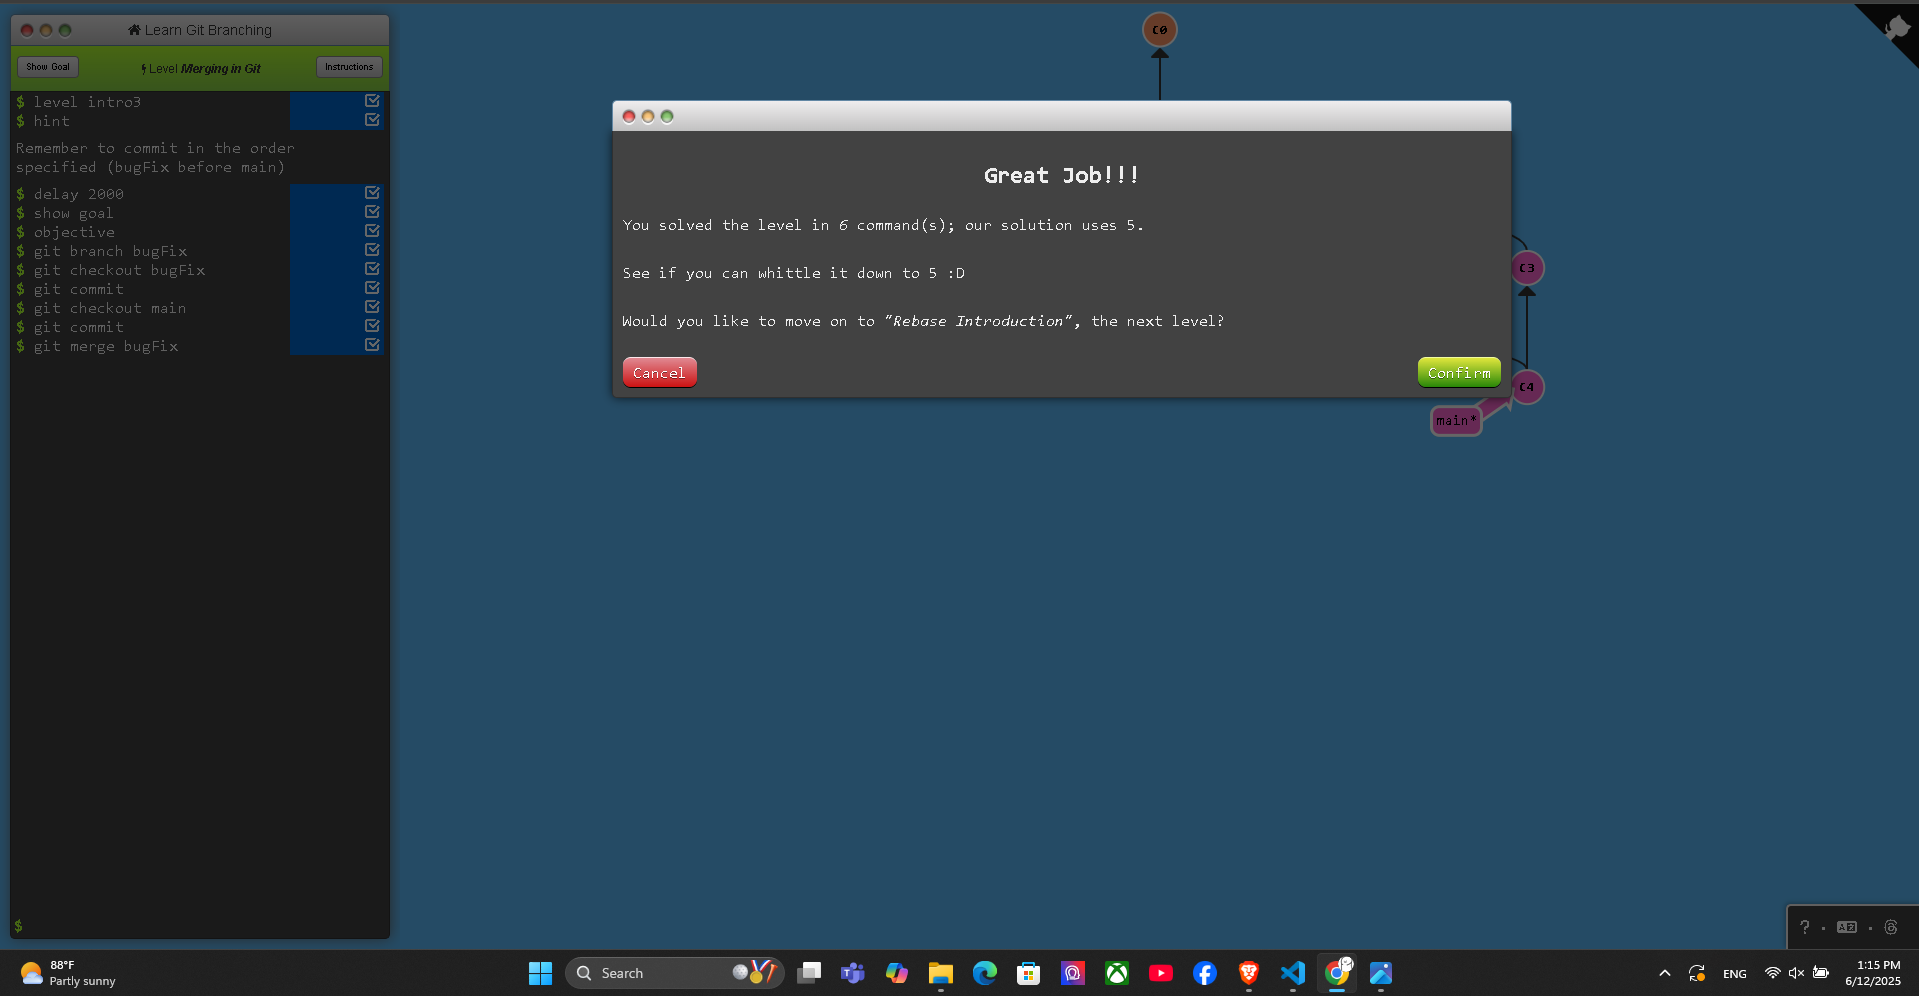 Learn Git Branching
Show Goal
Level Merging in Git
Instructions
$ level intro3
$ hint
Remember to commit in the order
specified (bugFix before main)
$ delay 2000
$ show goal
$ objective
$ git branch bugFix
$ git checkout bugFix
$ git commit
$ git checkout main
$ git commit
$ git merge bugFix
$
C0
Great Job!!!
You solved the level in 6 command(s); our solution uses 5.
See if you can whittle it down to 5 :D
Would you like to move on to "Rebase Introduction", the next level?
Cancel
Confirm
C3
C4
main*
?
88°F
Partly sunny
Search
ENG
1:15 PM
6/12/2025